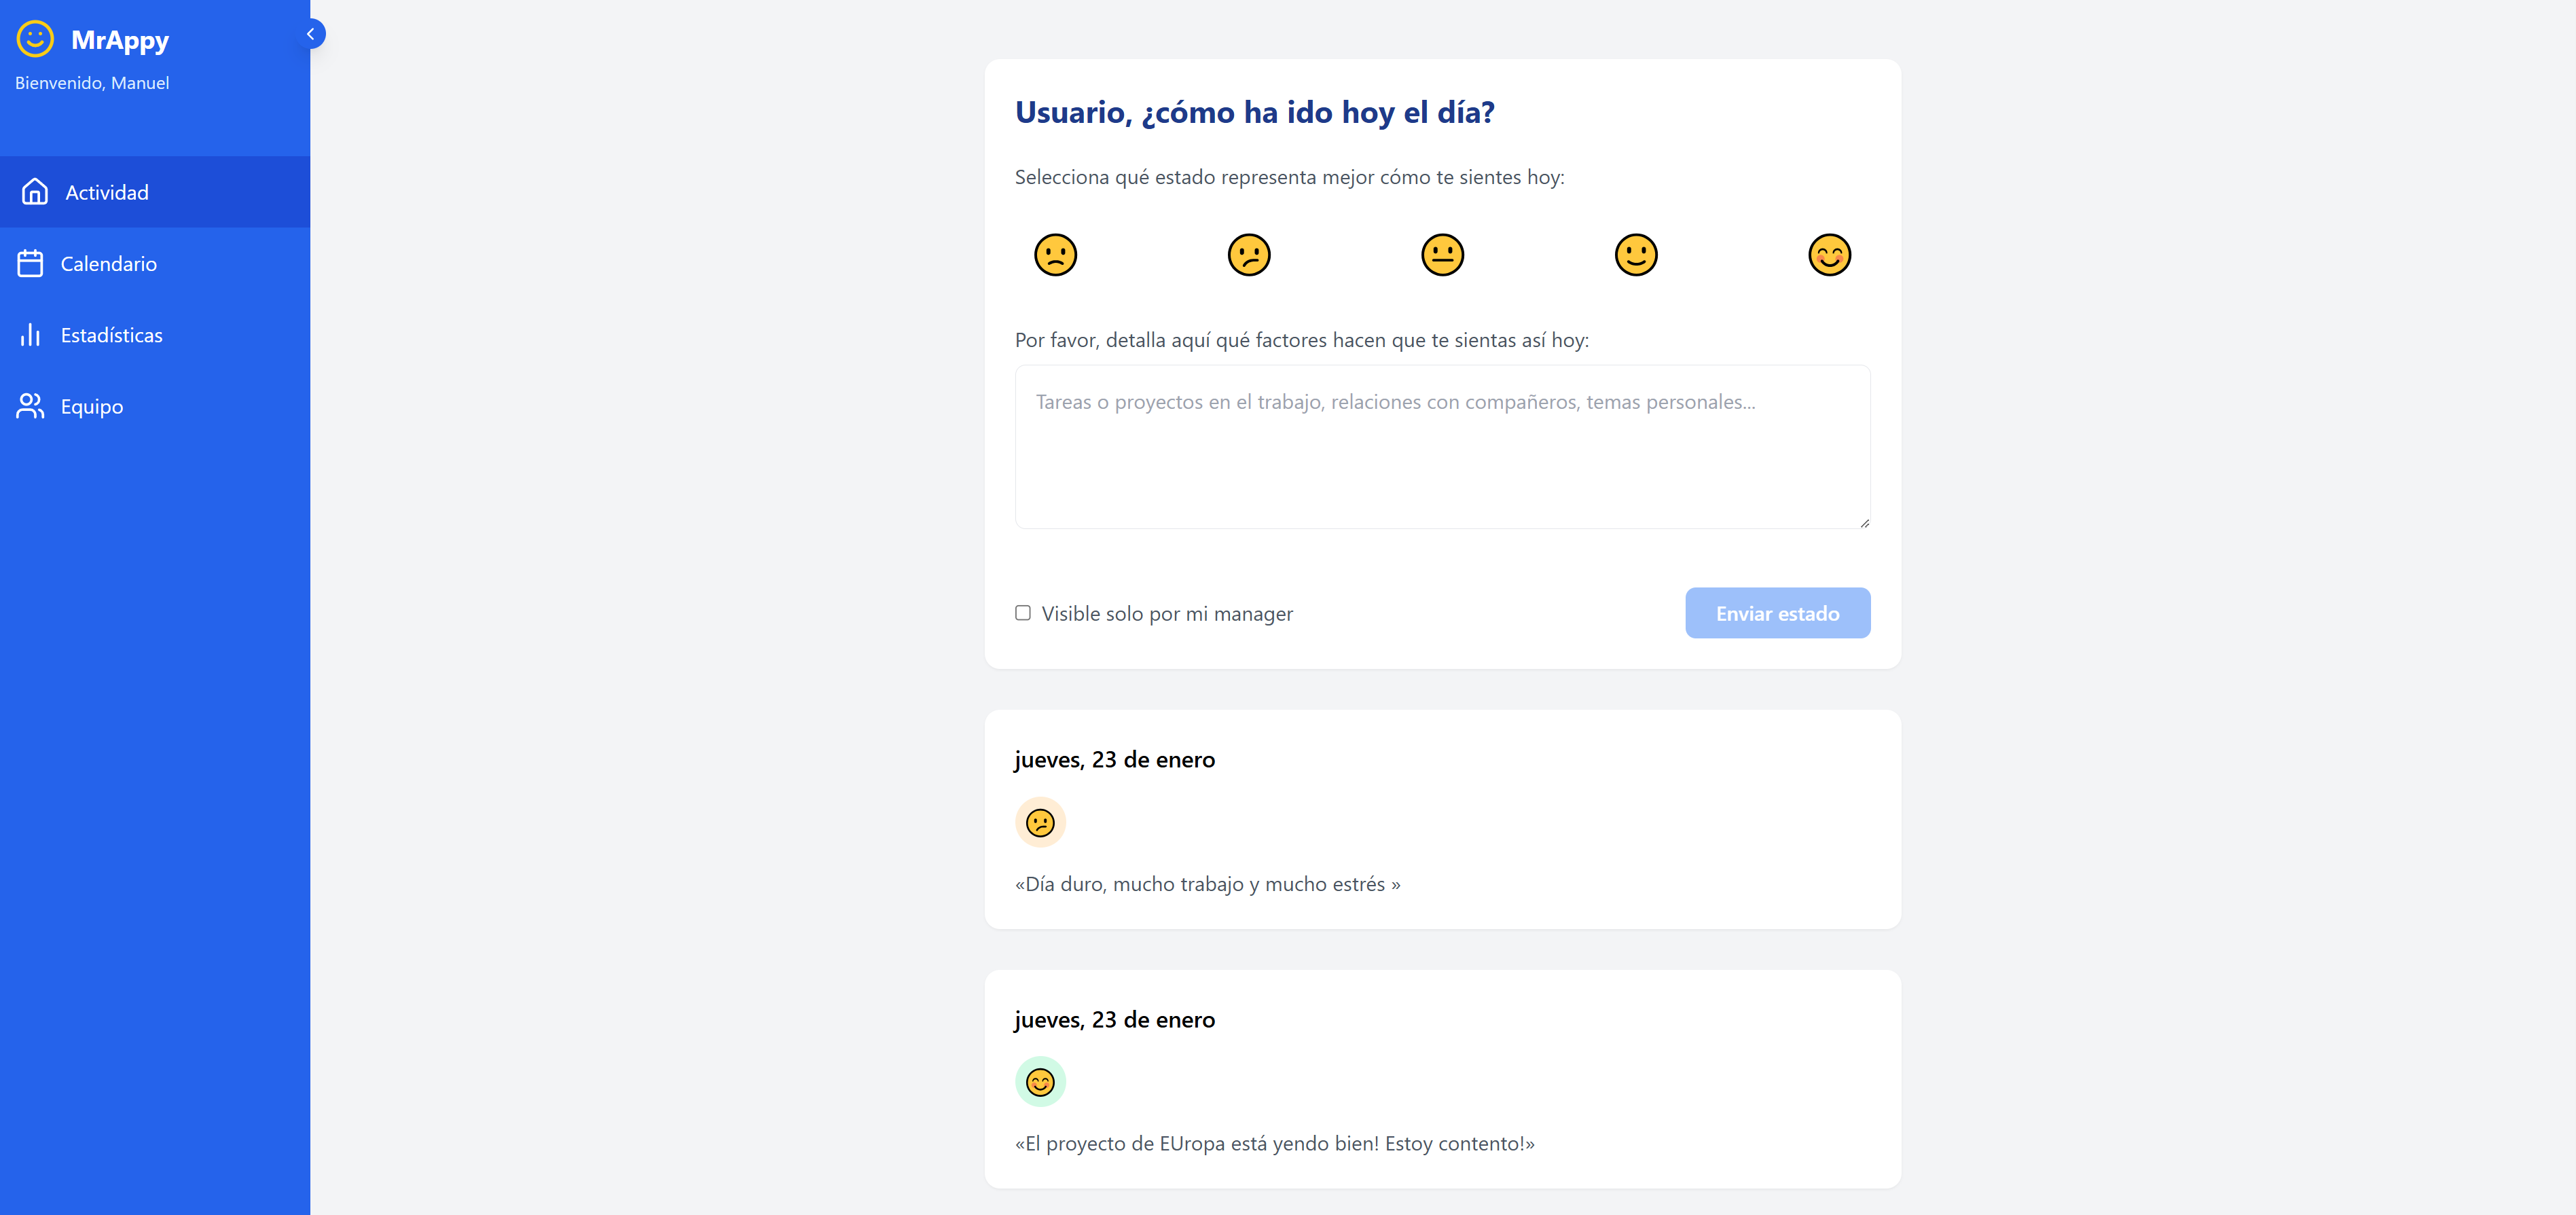 MrAppy
Bienvenido, Manuel
Actividad
Calendario
Estadísticas
Equipo
Usuario, ¿cómo ha ido hoy el día?
Selecciona qué estado representa mejor cómo te sientes hoy:
Por favor, detalla aquí qué factores hacen que te sientas así hoy:
Tareas o proyectos en el trabajo, relaciones con compañeros, temas personales...
Visible solo por mi manager
Enviar estado
jueves, 23 de enero
«Día duro, mucho trabajo y mucho estrés »
jueves, 23 de enero
«El proyecto de EUropa está yendo bien! Estoy contento!»